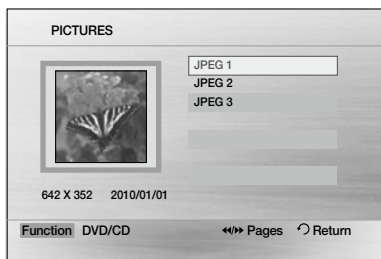 PICTURES
JPEG 1
JPEG 2
JPEG 3
642 X 352 2010/01/01
Function DVD/CD Pages Return